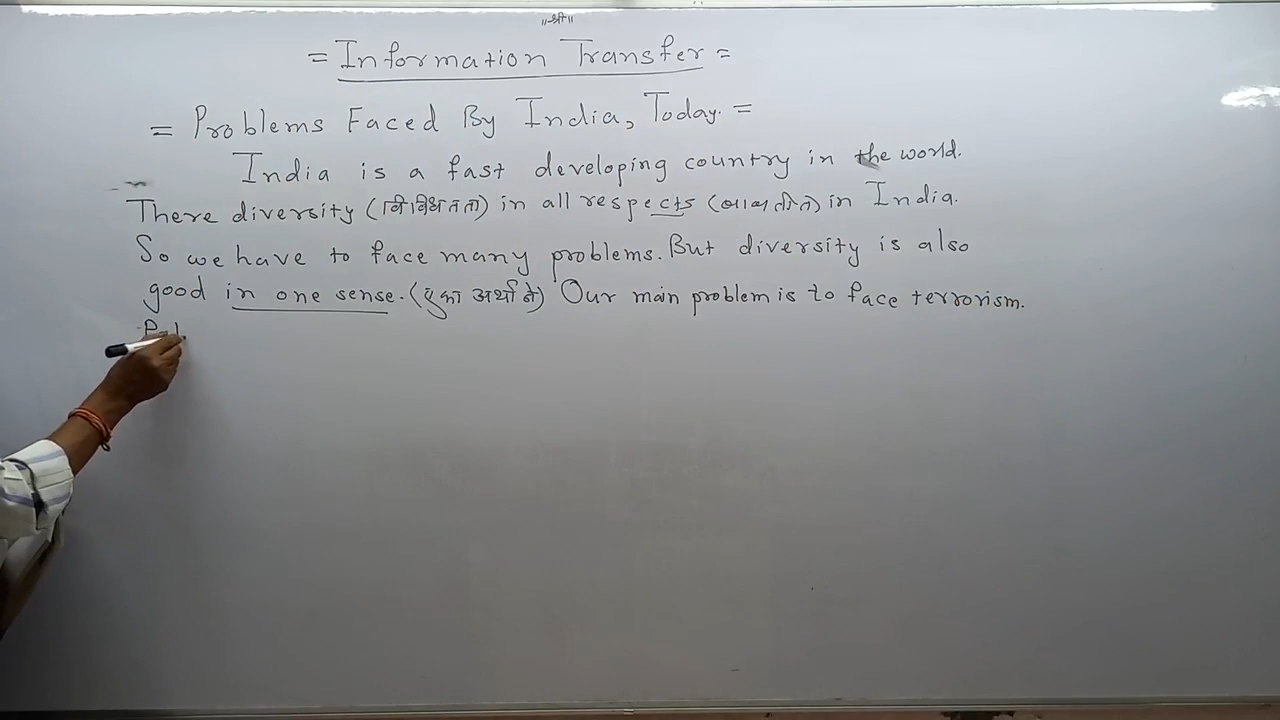 ॥श्री॥
= Information Transfer =
= Problems Faced By India, Today. =
India is a fast developing country in the world.
There diversity (विविधतता) in all respects (बाबतीत) in India.
So we have to face many problems. But diversity is also
good in one sense. (एका अर्थाने) Our main problem is to face terrorism.